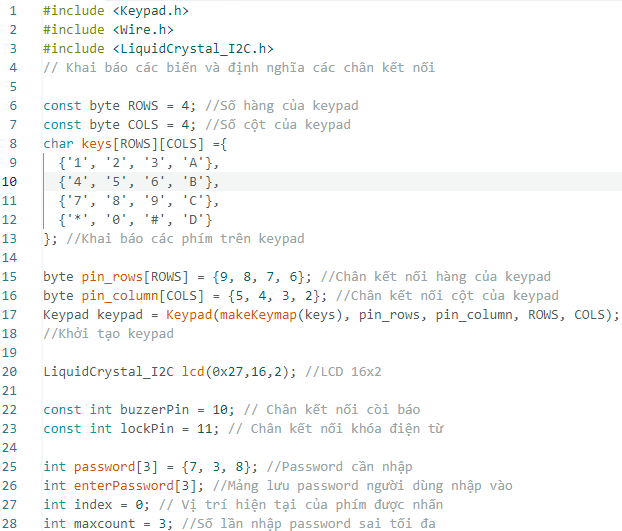 1 #include <Keypad.h>
2 #include <Wire.h>
3 #include <LiquidCrystal_I2C.h>
4 // Khai báo các biến và định nghĩa các chân kết nối
5
6 const byte ROWS = 4; //Số hàng của keypad
7 const byte COLS = 4; //Số cột của keypad
8 char keys[ROWS][COLS] ={
9   {'1', '2', '3', 'A'},
10   {'4', '5', '6', 'B'},
11   {'7', '8', '9', 'C'},
12   {'*', '0', '#', 'D'}
13 }; //Khai báo các phím trên keypad
14
15 byte pin_rows[ROWS] = {9, 8, 7, 6}; //Chân kết nối hàng của keypad
16 byte pin_column[COLS] = {5, 4, 3, 2}; //Chân kết nối cột của keypad
17 Keypad keypad = Keypad(makeKeymap(keys), pin_rows, pin_column, ROWS, COLS);
18 //Khởi tạo keypad
19
20 LiquidCrystal_I2C lcd(0x27,16,2); //LCD 16x2
21
22 const int buzzerPin = 10; // Chân kết nối còi báo
23 const int lockPin = 11; // Chân kết nối khóa điện từ
24
25 int password[3] = {7, 3, 8}; //Password cần nhập
26 int enterPassword[3]; //Mảng lưu password người dùng nhập vào
27 int index = 0; // Vị trí hiện tại của phím được nhấn
28 int maxcount = 3; //Số lần nhập password sai tối đa